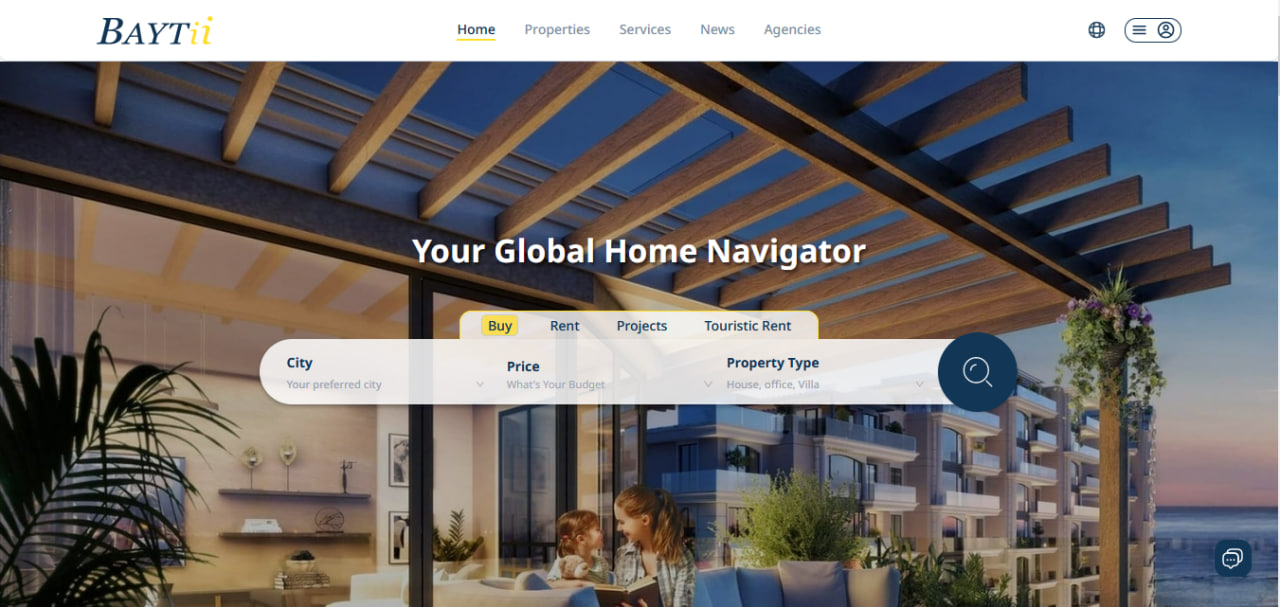 BAYTii
Home Properties Services News Agencies
Your Global Home Navigator
Buy Rent Projects Touristic Rent
City Price Property Type
Your preferred city What's Your Budget House, office, Villa